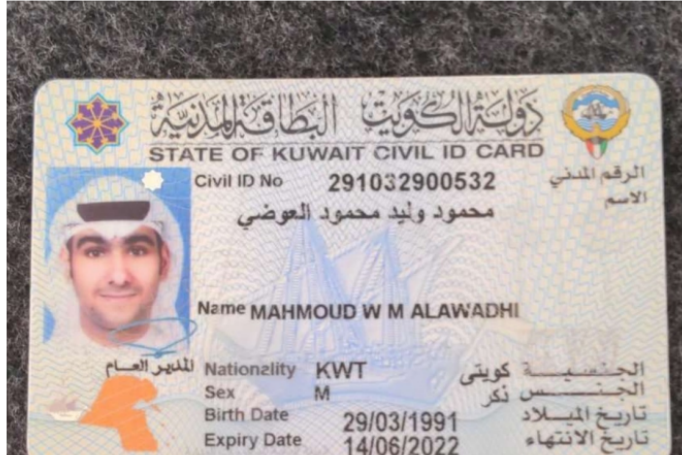 دولة الكويت البطاقة المدنية
STATE OF KUWAIT CIVIL ID CARD
Civil ID No 291032900532 الرقم المدني
محمود وليد محمود العوضي الاسم
Name MAHMOUD W M ALAWADHI
المدير العام
Nationality KWT كويتي الجنسية
Sex M ذكر الجنس
Birth Date 29/03/1991 تاريخ الميلاد
Expiry Date 14/06/2022 تاريخ الانتهاء